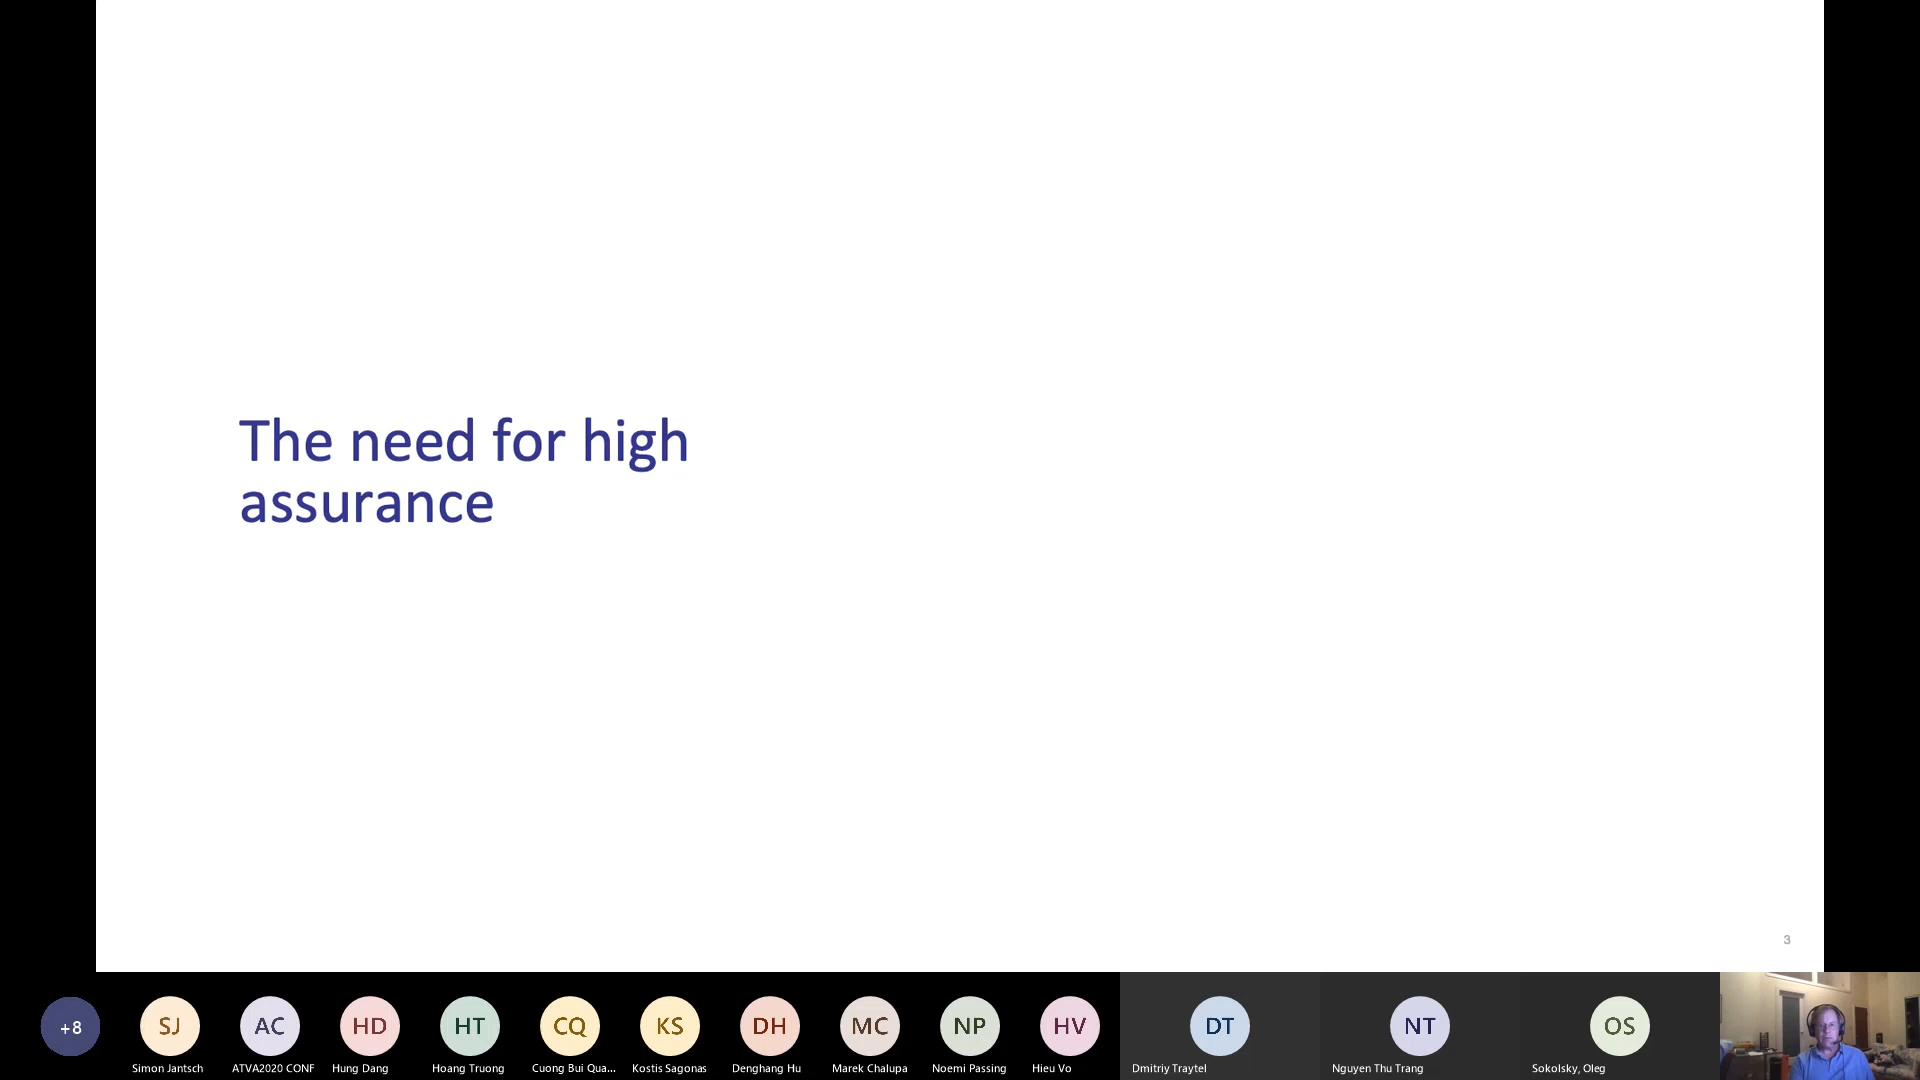 The need for high
assurance
3
+8
SJ
AC
HD
HT
CQ
KS
DH
MC
NP
HV
DT
NT
OS
Simon Jantsch
ATVA2020 CONF
Hung Dang
Hoang Truong
Cuong Bui Qua...
Kostis Sagonas
Denghang Hu
Marek Chalupa
Noemi Passing
Hieu Vo
Dmitriy Traytel
Nguyen Thu Trang
Sokolsky, Oleg